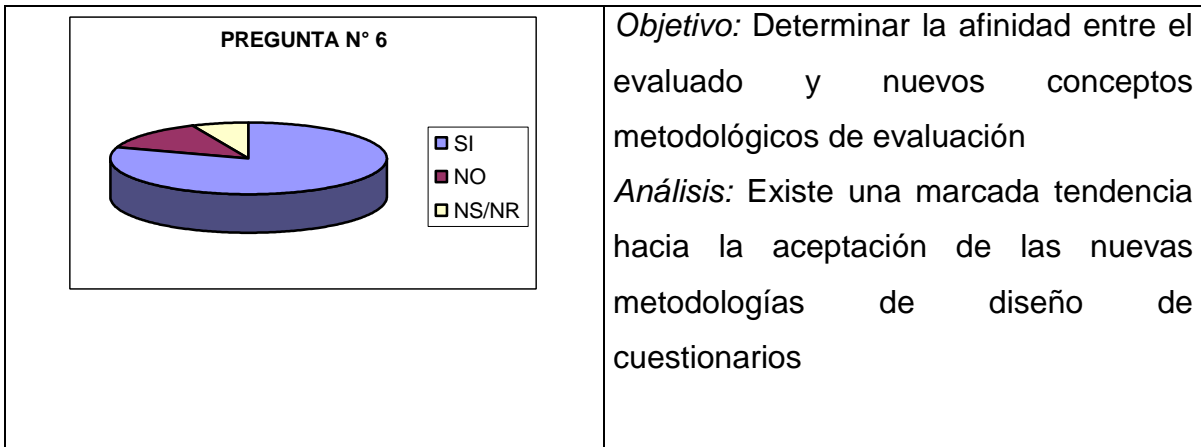 PREGUNTA N° 6
SI
NO
NS/NR
Objetivo: Determinar la afinidad entre el
evaluado y nuevos conceptos
metodológicos de evaluación
Análisis: Existe una marcada tendencia
hacia la aceptación de las nuevas
metodologías de diseño de
cuestionarios